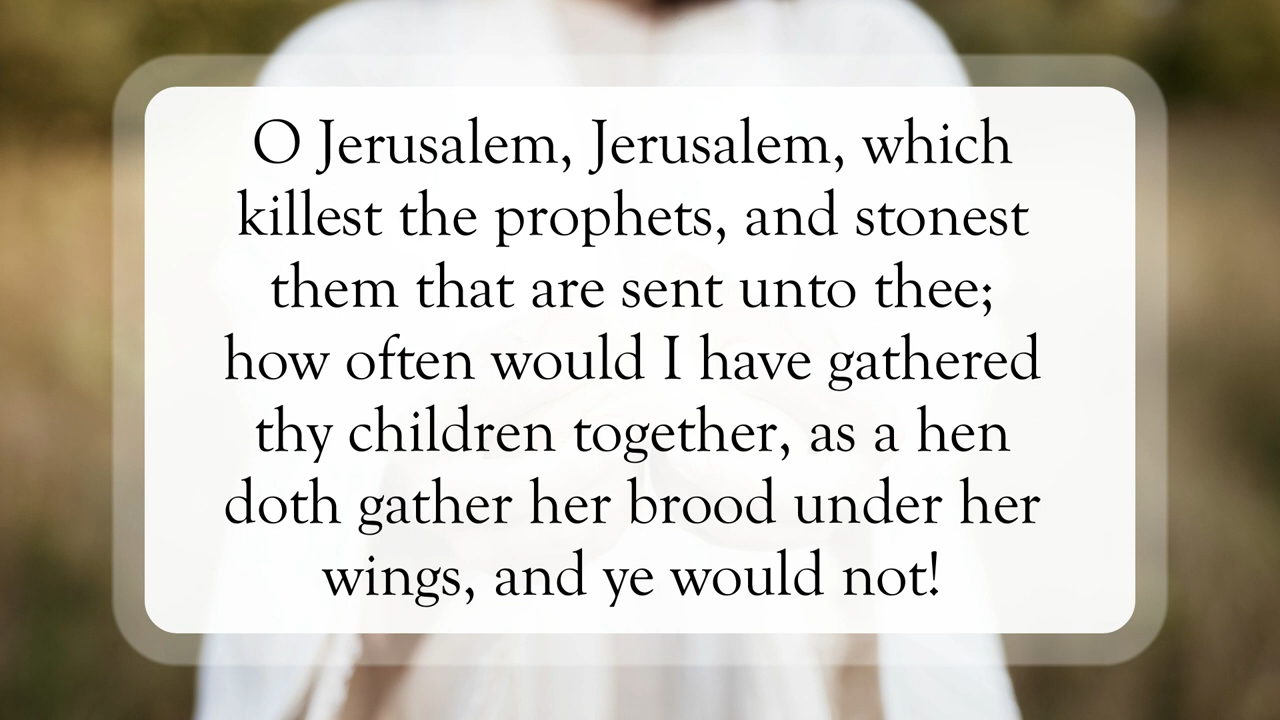 O Jerusalem, Jerusalem, which
killest the prophets, and stonest
them that are sent unto thee;
how often would I have gathered
thy children together, as a hen
doth gather her brood under her
wings, and ye would not!